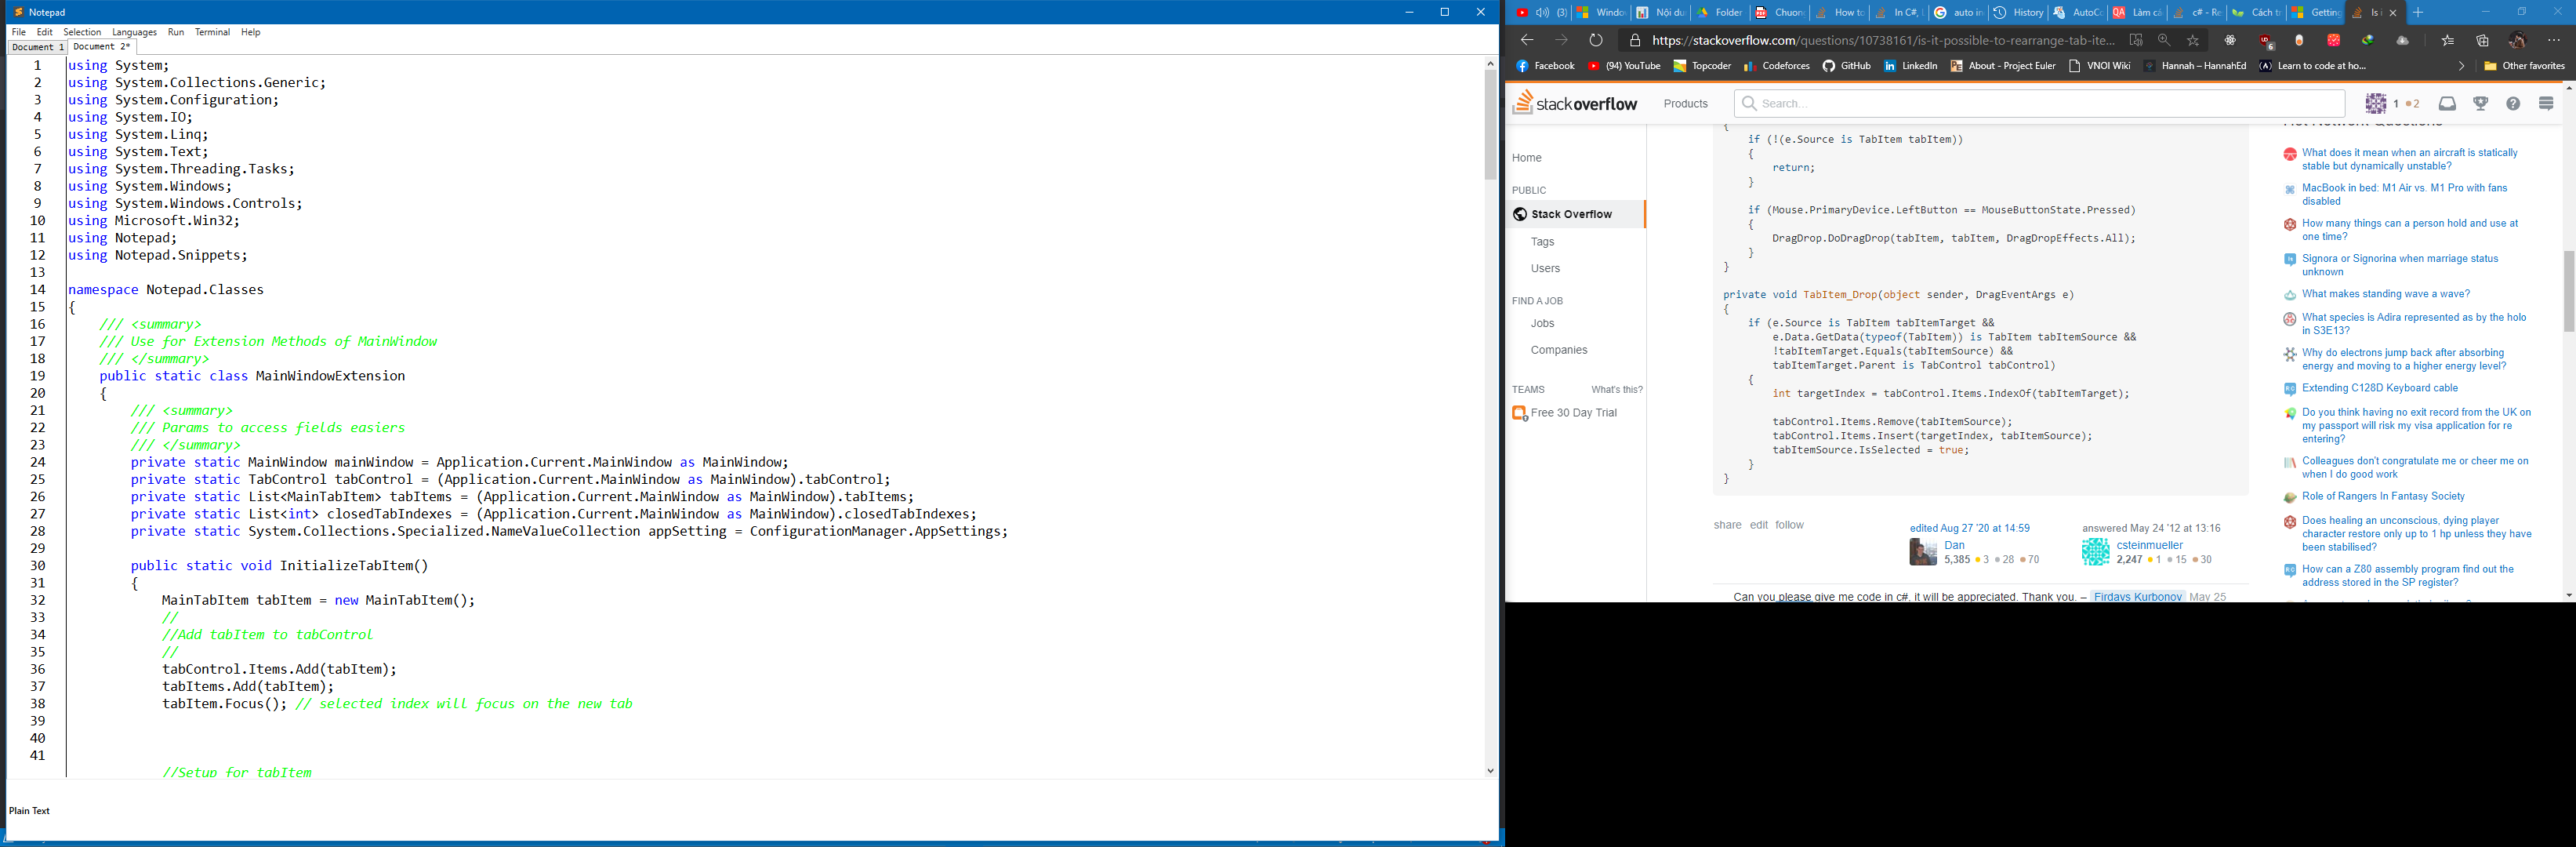 Notepad
File Edit Selection Languages Run Terminal Help
Document 1 Document 2*
1 using System;
2 using System.Collections.Generic;
3 using System.Configuration;
4 using System.IO;
5 using System.Linq;
6 using System.Text;
7 using System.Threading.Tasks;
8 using System.Windows;
9 using System.Windows.Controls;
10 using Microsoft.Win32;
11 using Notepad;
12 using Notepad.Snippets;
13
14 namespace Notepad.Classes
15 {
16 /// <summary>
17 /// Use for Extension Methods of MainWindow
18 /// </summary>
19 public static class MainWindowExtension
20 {
21 /// <summary>
22 /// Params to access fields easiers
23 /// </summary>
24 private static MainWindow mainWindow = Application.Current.MainWindow as MainWindow;
25 private static TabControl tabControl = (Application.Current.MainWindow as MainWindow).tabControl;
26 private static List<MainTabItem> tabItems = (Application.Current.MainWindow as MainWindow).tabItems;
27 private static List<int> closedTabIndexes = (Application.Current.MainWindow as MainWindow).closedTabIndexes;
28 private static System.Collections.Specialized.NameValueCollection appSetting = ConfigurationManager.AppSettings;
29
30 public static void InitializeTabItem()
31 {
32 MainTabItem tabItem = new MainTabItem();
33 //
34 //Add tabItem to tabControl
35 //
36 tabControl.Items.Add(tabItem);
37 tabItems.Add(tabItem);
38 tabItem.Focus(); // selected index will focus on the new tab
39
40
41
//Setup for tabItem
Plain Text
(3) Window Nội du Folder Chuon How to In C#, auto in History AutoCo Làm cá c# - Re Cách t Getting Is i
https://stackoverflow.com/questions/10738161/is-it-possible-to-rearrange-tab-ite...
6
Facebook (94) YouTube Topcoder Codeforces GitHub LinkedIn About - Project Euler VNOI Wiki Hannah – HannahEd Learn to code at ho... Other favorites
stackoverflow Products Search... 1 2
Home
PUBLIC
Stack Overflow
Tags
Users
FIND A JOB
Jobs
Companies
TEAMS What's this?
Free 30 Day Trial
{
if (!(e.Source is TabItem tabItem))
{
return;
}
if (Mouse.PrimaryDevice.LeftButton == MouseButtonState.Pressed)
{
DragDrop.DoDragDrop(tabItem, tabItem, DragDropEffects.All);
}
}
private void TabItem_Drop(object sender, DragEventArgs e)
{
if (e.Source is TabItem tabItemTarget &&
e.Data.GetData(typeof(TabItem)) is TabItem tabItemSource &&
!tabItemTarget.Equals(tabItemSource) &&
tabItemTarget.Parent is TabControl tabControl)
{
int targetIndex = tabControl.Items.IndexOf(tabItemTarget);
tabControl.Items.Remove(tabItemSource);
tabControl.Items.Insert(targetIndex, tabItemSource);
tabItemSource.IsSelected = true;
}
}
share edit follow
edited Aug 27 '20 at 14:59
Dan
5,385 3 28 70
answered May 24 '12 at 13:16
csteinmueller
2,247 1 15 30
Can you please give me code in c#, it will be appreciated. Thank you. – Firdavs Kurbonov May 25
Hot Network Questions
What does it mean when an aircraft is statically
stable but dynamically unstable?
MacBook in bed: M1 Air vs. M1 Pro with fans
disabled
How many things can a person hold and use at
one time?
Signora or Signorina when marriage status
unknown
What makes standing wave a wave?
What species is Adira represented as by the holo
in S3E13?
Why do electrons jump back after absorbing
energy and moving to a higher energy level?
Extending C128D Keyboard cable
Do you think having no exit record from the UK on
my passport will risk my visa application for re
entering?
Colleagues don't congratulate me or cheer me on
when I do good work
Role of Rangers In Fantasy Society
Does healing an unconscious, dying player
character restore only up to 1 hp unless they have
been stabilised?
How can a Z80 assembly program find out the
address stored in the SP register?